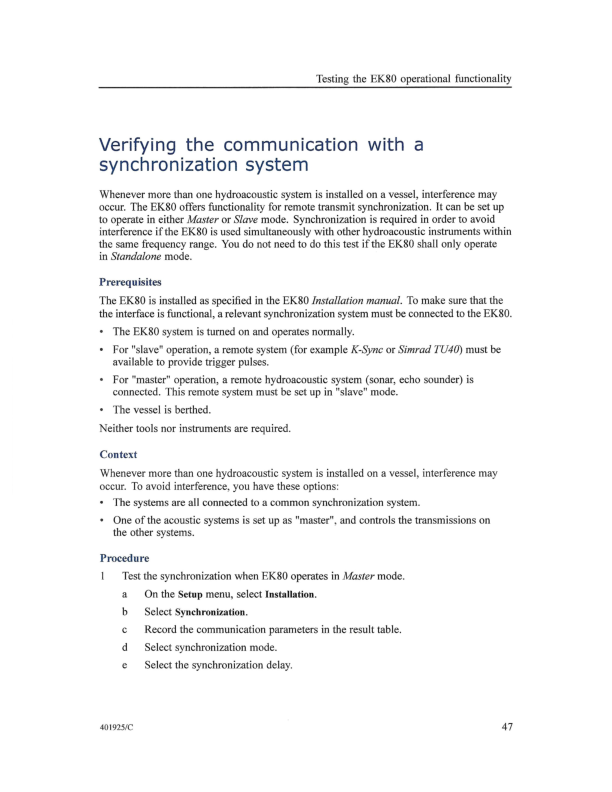 Testing the EK80 operational functionality
Verifying the communication with a
synchronization system
Whenever more than one hydroacoustic system is installed on a vessel, interference may
occur. The EK80 offers functionality for remote transmit synchronization. It can be set up
to operate in either Master or Slave mode. Synchronization is required in order to avoid
interference if the EK80 is used simultaneously with other hydroacoustic instruments within
the same frequency range. You do not need to do this test if the EK80 shall only operate
in Standalone mode.
Prerequisites
The EK80 is installed as specified in the EK80 Installation manual. To make sure that the
the interface is functional, a relevant synchronization system must be connected to the EK80.
• The EK80 system is turned on and operates normally.
• For "slave" operation, a remote system (for example K-Sync or Simrad TU40) must be
available to provide trigger pulses.
• For "master" operation, a remote hydroacoustic system (sonar, echo sounder) is
connected. This remote system must be set up in "slave" mode.
• The vessel is berthed.
Neither tools nor instruments are required.
Context
Whenever more than one hydroacoustic system is installed on a vessel, interference may
occur. To avoid interference, you have these options:
• The systems are all connected to a common synchronization system.
• One of the acoustic systems is set up as "master", and controls the transmissions on
the other systems.
Procedure
1 Test the synchronization when EK80 operates in Master mode.
a On the Setup menu, select Installation.
b Select Synchronization.
c Record the communication parameters in the result table.
d Select synchronization mode.
e Select the synchronization delay.
401925/C 47